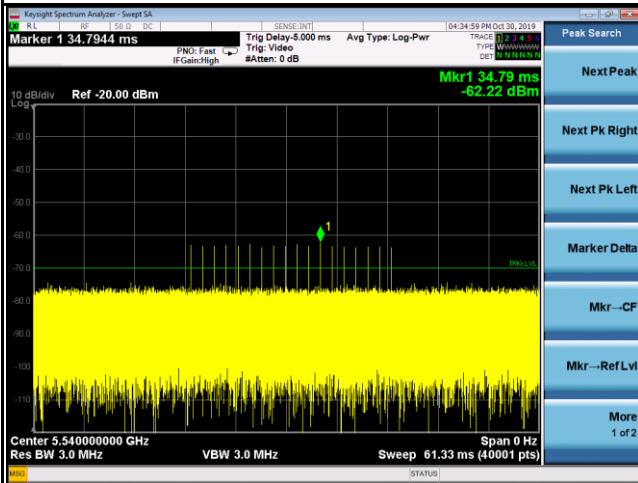 Keysight Spectrum Analyzer - Swept SA
RL RF 50 Ω DC SENSE:INT 04:34:59 PM Oct 30, 2019
Marker 1 34.7944 ms
PNO: Fast
IFGain:High
Trig Delay-5.000 ms
Trig: Video
#Atten: 0 dB
Avg Type: Log-Pwr
TRACE 1 2 3 4 5 6
TYPE WWWWWW
DET NNNNNN
Mkr1 34.79 ms
-62.22 dBm
10 dB/div Ref -20.00 dBm
Log
-30.0
-40.0
-50.0
-60.0
1
-70.0
TRIG LVL
-80.0
-90.0
-100
-110
Center 5.540000000 GHz Span 0 Hz
Res BW 3.0 MHz VBW 3.0 MHz Sweep 61.33 ms (40001 pts)
MSG STATUS
Peak Search
Next Peak
Next Pk Right
Next Pk Left
Marker Delta
Mkr→CF
Mkr→Ref Lvl
More
1 of 2